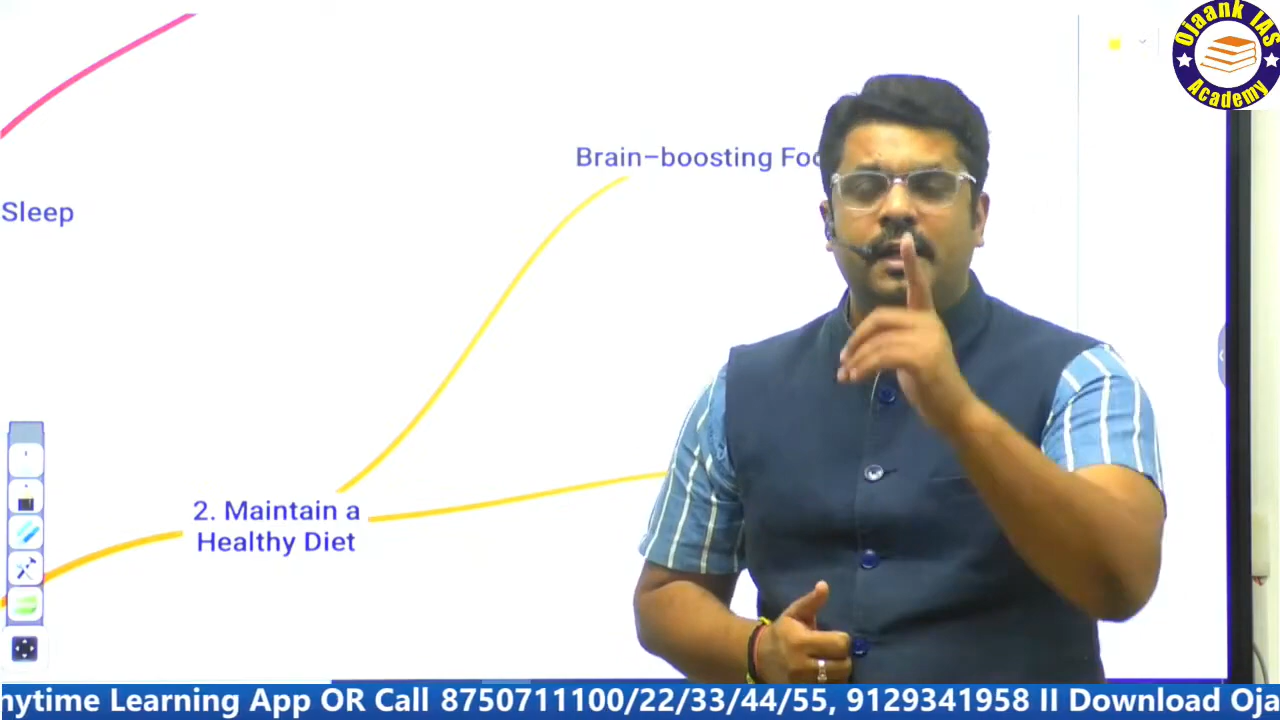 Ojaank IAS
Academy
Brain–boosting Foo
Sleep
2. Maintain a
Healthy Diet
nytime Learning App OR Call 8750711100/22/33/44/55, 9129341958 II Download Oja